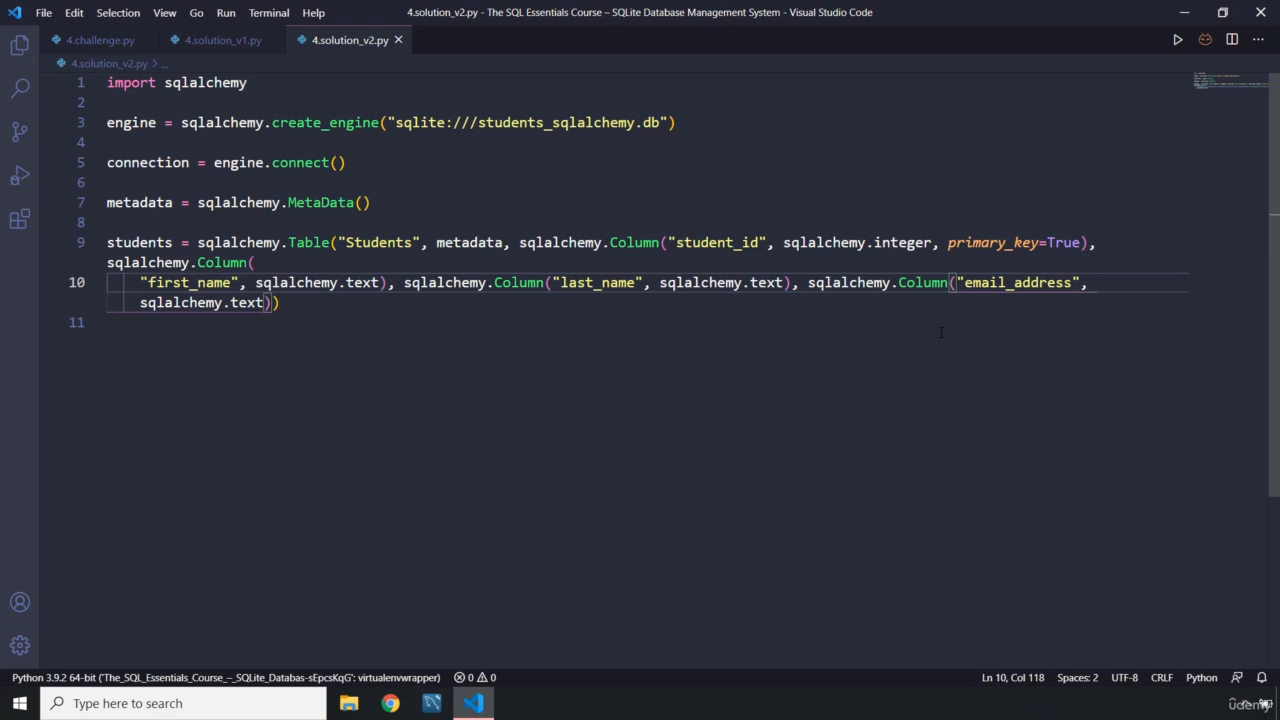 File Edit Selection View Go Run Terminal Help 4.solution_v2.py - The SQL Essentials Course – SQLite Database Management System - Visual Studio Code
4.challenge.py 4.solution_v1.py 4.solution_v2.py
4.solution_v2.py > ...
1 import sqlalchemy
2
3 engine = sqlalchemy.create_engine("sqlite:///students_sqlalchemy.db")
4
5 connection = engine.connect()
6
7 metadata = sqlalchemy.MetaData()
8
9 students = sqlalchemy.Table("Students", metadata, sqlalchemy.Column("student_id", sqlalchemy.integer, primary_key=True),
sqlalchemy.Column(
10 "first_name", sqlalchemy.text), sqlalchemy.Column("last_name", sqlalchemy.text), sqlalchemy.Column("email_address",
sqlalchemy.text))
11
Python 3.9.2 64-bit ('The_SQL_Essentials_Course_–_SQLite_Databas-sEpcsKqG': virtualenvwrapper) 0 0 Ln 10, Col 118 Spaces: 2 UTF-8 CRLF Python
Type here to search
udemy